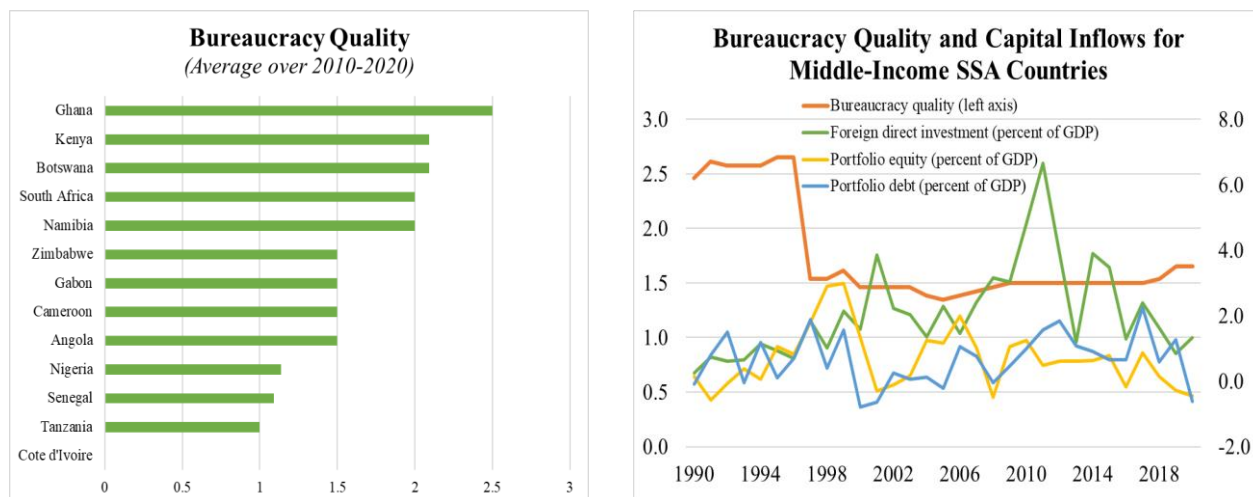 Bureaucracy Quality
(Average over 2010-2020)
Ghana
Kenya
Botswana
South Africa
Namibia
Zimbabwe
Gabon
Cameroon
Angola
Nigeria
Senegal
Tanzania
Cote d'Ivoire
0 0.5 1 1.5 2 2.5 3
Bureaucracy Quality and Capital Inflows for
Middle-Income SSA Countries
Bureaucracy quality (left axis)
Foreign direct investment (percent of GDP)
Portfolio equity (percent of GDP)
Portfolio debt (percent of GDP)
3.0
2.5
2.0
1.5
1.0
0.5
0.0
8.0
6.0
4.0
2.0
0.0
-2.0
1990 1994 1998 2002 2006 2010 2014 2018